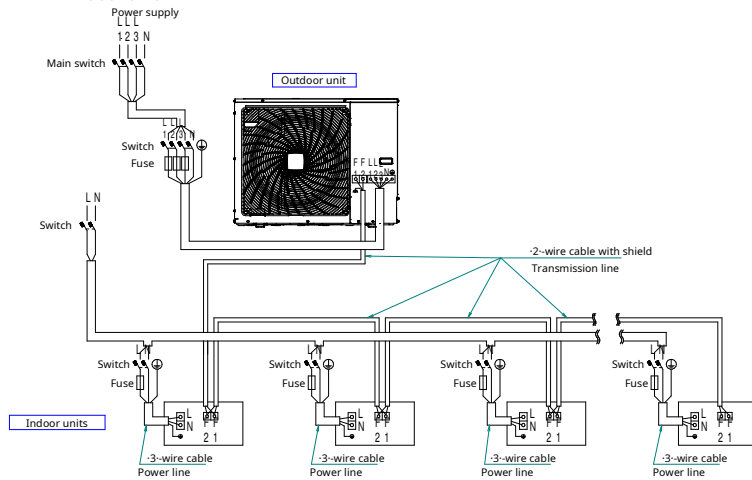 Power supply
L L L
1 2 3 N
Main switch
Outdoor unit
L L L
1 2 3 N
Switch
Fuse
F F L L L
1 2 1 2 3 N
L N
Switch
·2·-wire cable with shield
Transmission line
L N
L N
L N
L N
Switch
Switch
Switch
Switch
Fuse
Fuse
Fuse
Fuse
L
N
F F
2 1
L
N
F F
2 1
L
N
F F
2 1
L
N
F F
2 1
Indoor units
·3·-wire cable
Power line
·3·-wire cable
Power line
·3·-wire cable
Power line
·3·-wire cable
Power line